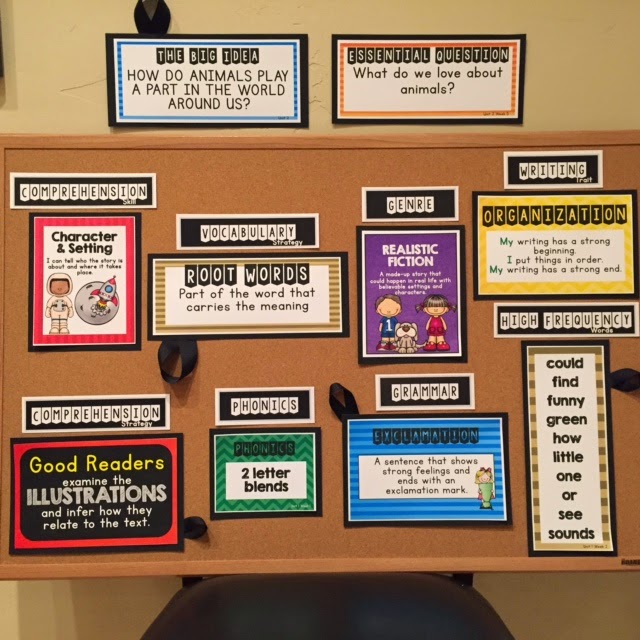 THE BIG IDEA
HOW DO ANIMALS PLAY
A PART IN THE WORLD
AROUND US?
ESSENTIAL QUESTION
What do we love about
animals?
COMPREHENSION
Skill
Character
& Setting
I can tell who the story is
about and where it takes
place.
VOCABULARY
Strategy
ROOT WORDS
Part of the word that
carries the meaning
GENRE
REALISTIC
FICTION
A made-up story that
could happen in real life with
believable settings and
characters.
WRITING
Trait
ORGANIZATION
My writing has a strong
beginning.
I put things in order.
My writing has a strong end.
HIGH FREQUENCY
Words
could
find
funny
green
how
little
one
or
see
sounds
COMPREHENSION
Strategy
Good Readers
examine the
ILLUSTRATIONS
and infer how they
relate to the text.
PHONICS
PHONICS
2 letter
blends
GRAMMAR
EXCLAMATION
A sentence that shows
strong feelings and
ends with an
exclamation mark.